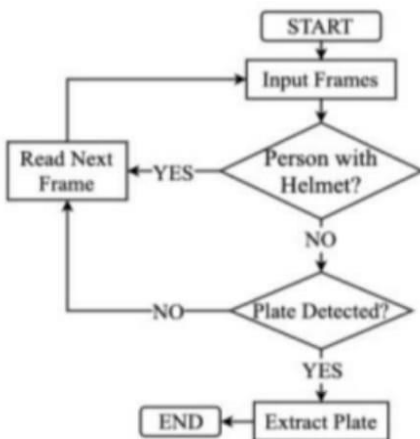 START
Input Frames
Person with
Helmet?
YES
Read Next
Frame
NO
Plate Detected?
NO
YES
Extract Plate
END